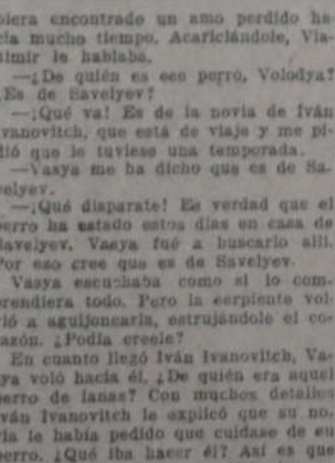 biera encontrado un amo perdido ha
cía mucho tiempo. Acariciándole, Vla-
dimir le hablaba.
—¿De quién es ese perro, Volodya?
¿Es de Savelyev?
—¡Qué va! Es de la novia de Iván
Ivanovitch, que está de viaje y me pi-
dió que le tuviese una temporada.
—Vasya me ha dicho que es de Sa-
velyev.
—¡Qué disparate! Es verdad que el
perro ha estado estos días en casa de
Savelyev. Vasya fué a buscarlo allí.
Por eso cree que es de Savelyev.
Vasya escuchaba como si lo com-
prendiera todo. Pero la serpiente vol
vió a aguijonearla, estrujándole el co-
razón. ¿Podía creele?
En cuanto llegó Iván Ivanovitch, Va-
sya voló hacia él. ¿De quién era aquel
perro de lanas? Con muchos detalles
Iván Ivanovitch le explicó que su no-
via le había pedido que cuidase de su
perro. ¿Qué iba hacer él? Así es que